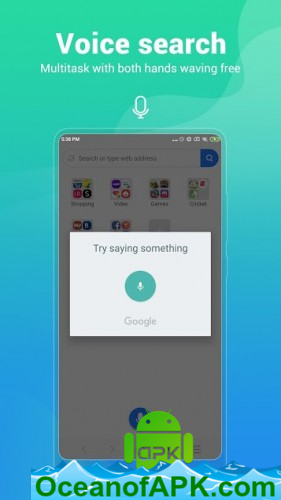 Voice search
Multitask with both hands waving free
5:36 PM
Search or type web address
Shopping
Video
Games
Cricket
Try saying something
Google
apk
OceanofAPK.com